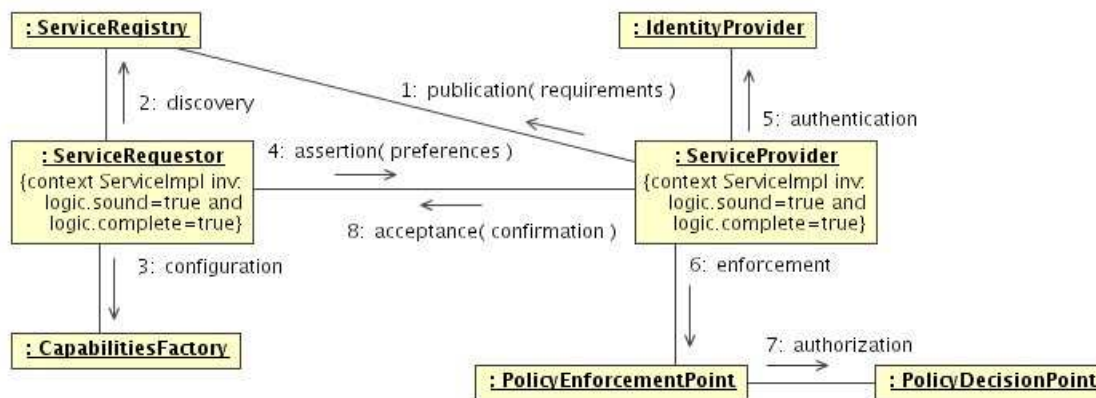 : ServiceRegistry
: IdentityProvider
1: publication( requirements )
2: discovery
5: authentication
: ServiceRequestor
{context ServiceImpl inv:
logic.sound=true and
logic.complete=true}
4: assertion( preferences )
: ServiceProvider
{context ServiceImpl inv:
logic.sound=true and
logic.complete=true}
8: acceptance( confirmation )
3: configuration
6: enforcement
: CapabilitiesFactory
7: authorization
: PolicyEnforcementPoint
: PolicyDecisionPoint